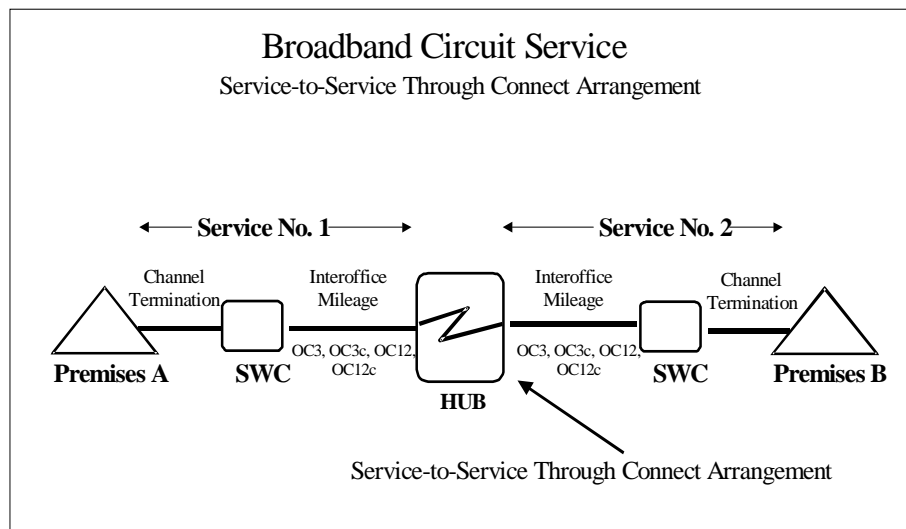 Broadband Circuit Service
Service-to-Service Through Connect Arrangement
Service No. 1
Service No. 2
Channel
Termination
Interoffice
Mileage
Interoffice
Mileage
Channel
Termination
OC3, OC3c, OC12,
OC12c
OC3, OC3c, OC12,
OC12c
Premises A
SWC
HUB
SWC
Premises B
Service-to-Service Through Connect Arrangement